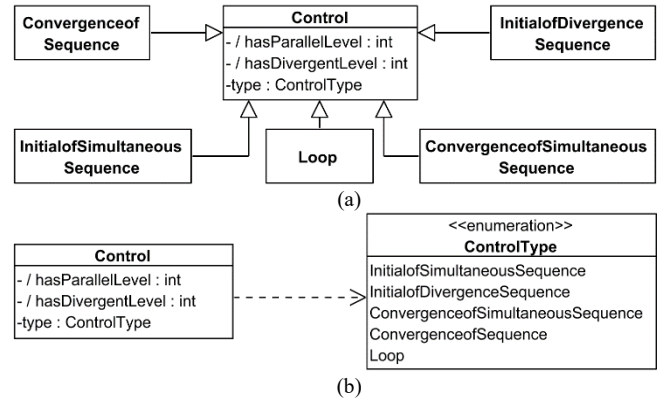 Convergenceof
Sequence
Control
- / hasParallelLevel : int
- / hasDivergentLevel : int
-type : ControlType
InitialofDivergence
Sequence
InitialofSimultaneous
Sequence
Loop
ConvergenceofSimultaneous
Sequence
(a)
Control
- / hasParallelLevel : int
- / hasDivergentLevel : int
-type : ControlType
<<enumeration>>
ControlType
InitialofSimultaneousSequence
InitialofDivergenceSequence
ConvergenceofSimultaneousSequence
ConvergenceofSequence
Loop
(b)